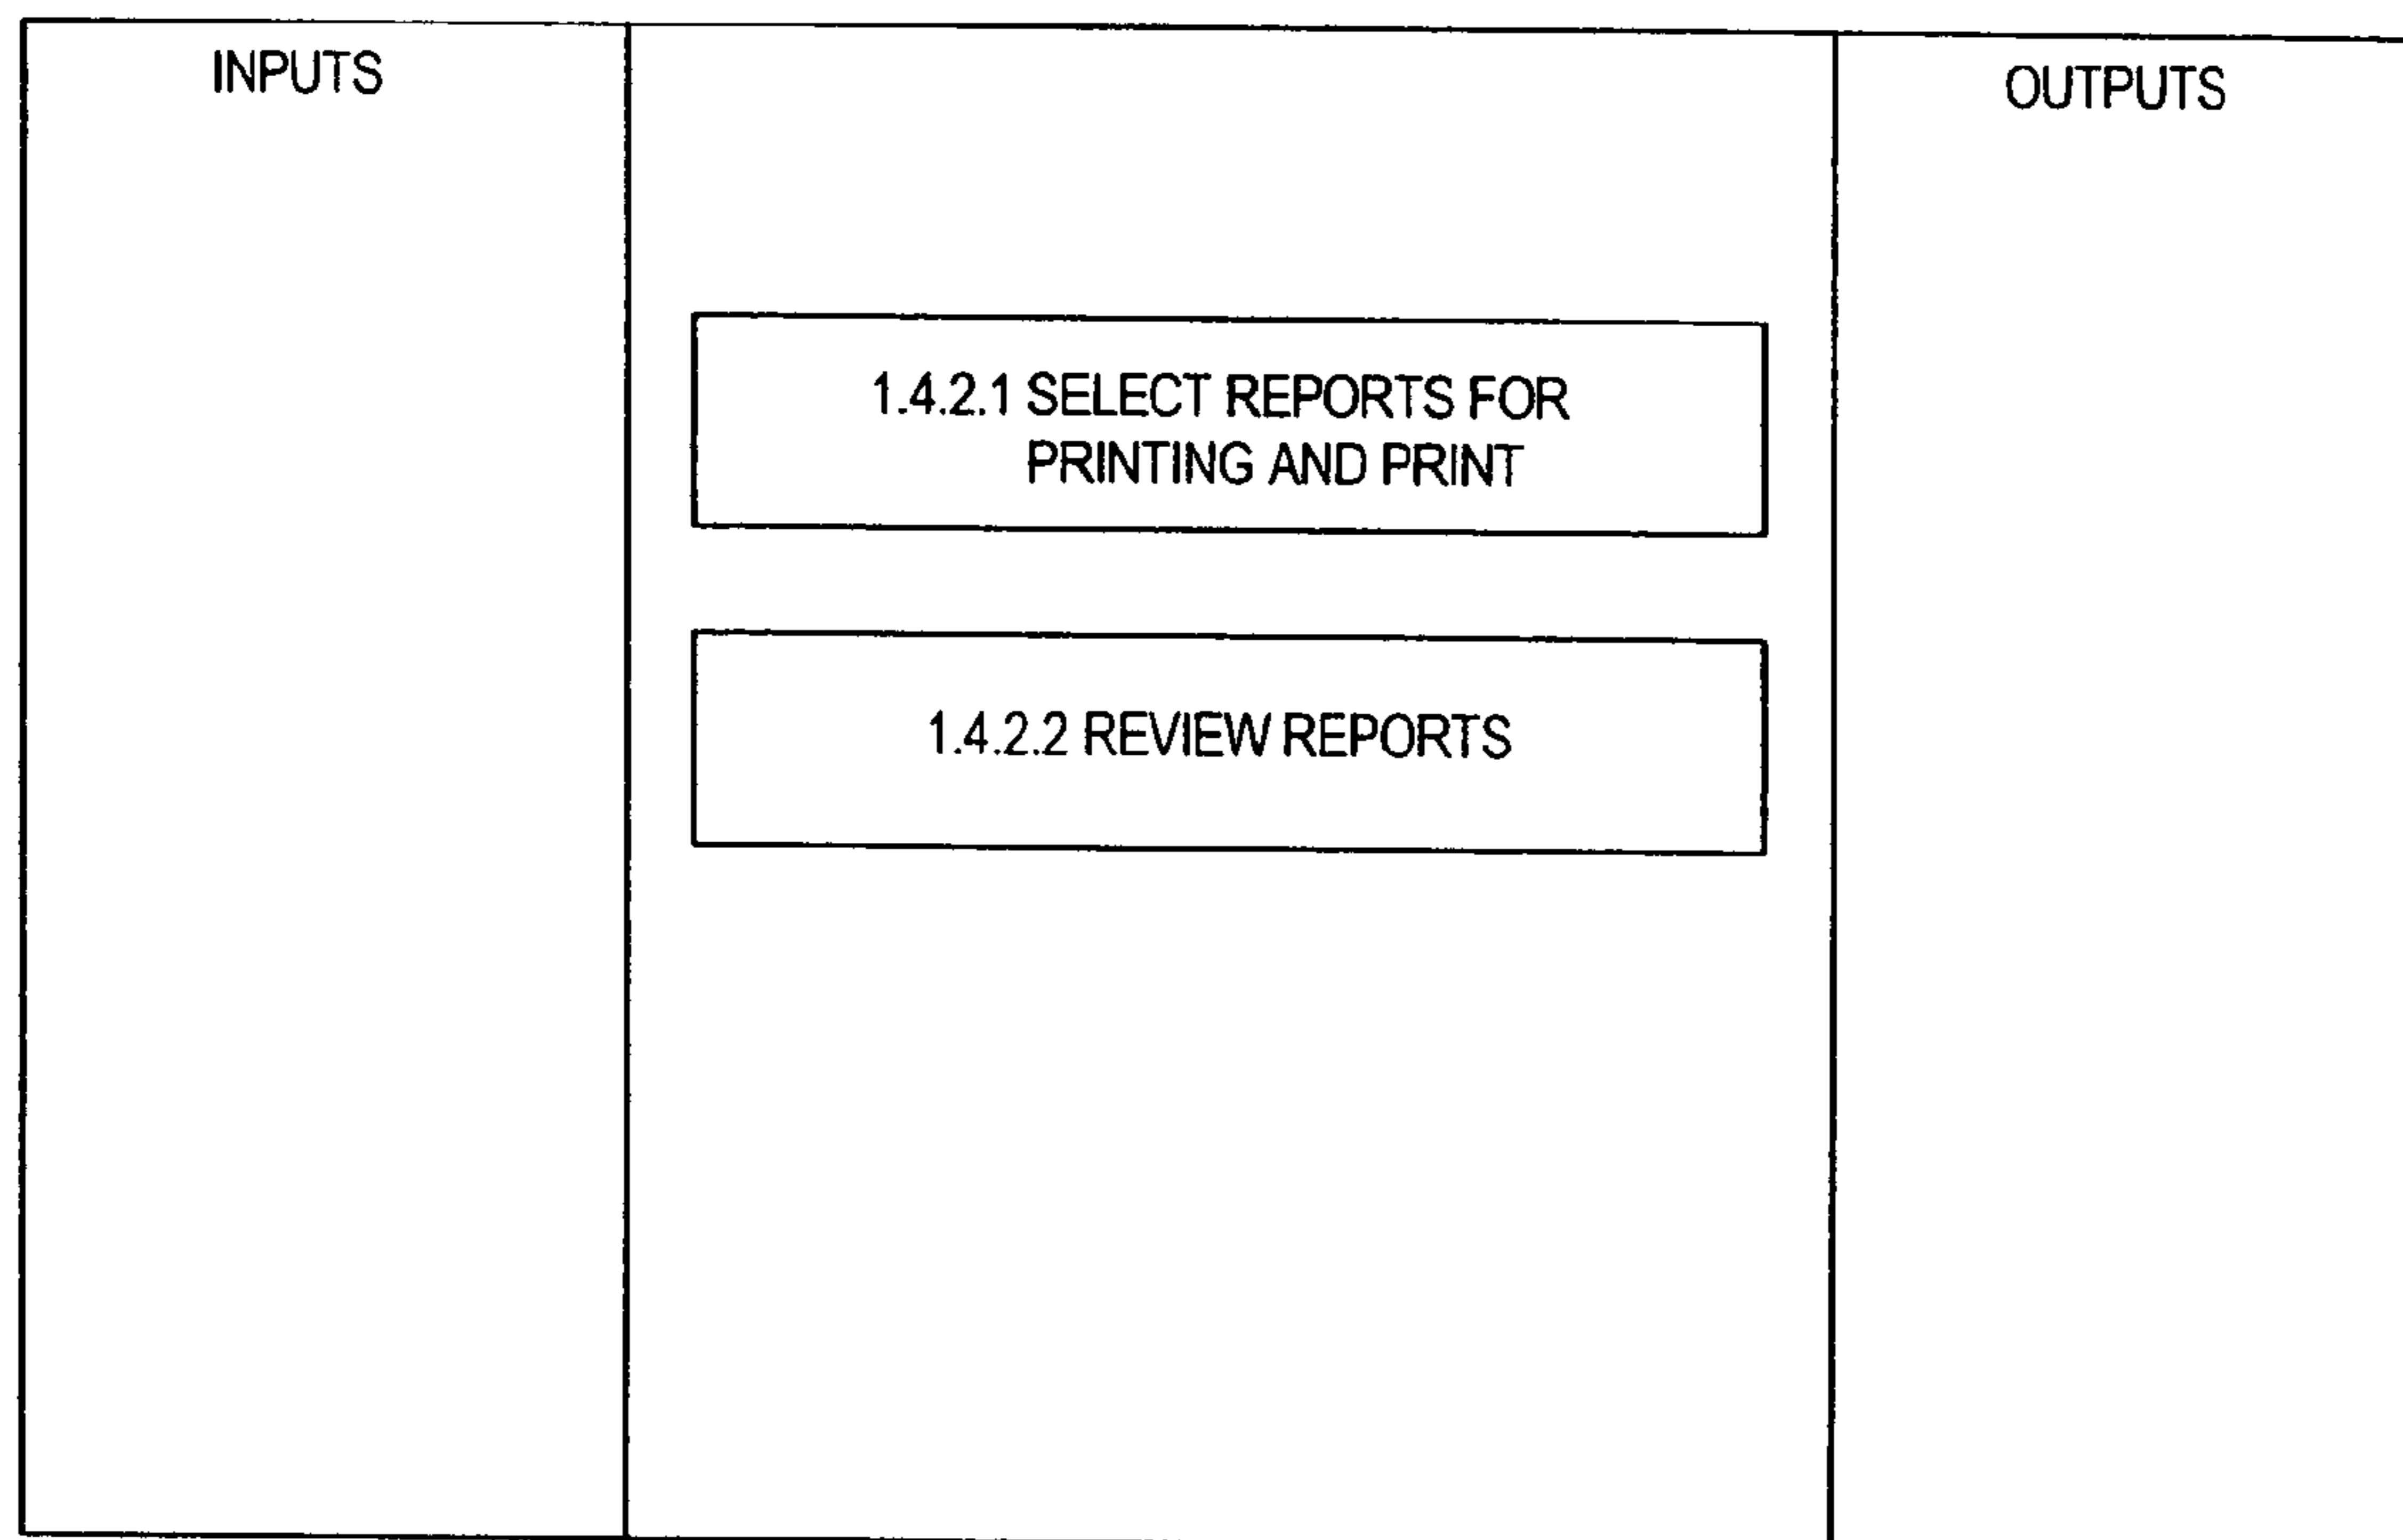 INPUTS
OUTPUTS
1.4.2.1 SELECT REPORTS FOR
PRINTING AND PRINT
1.4.2.2 REVIEW REPORTS